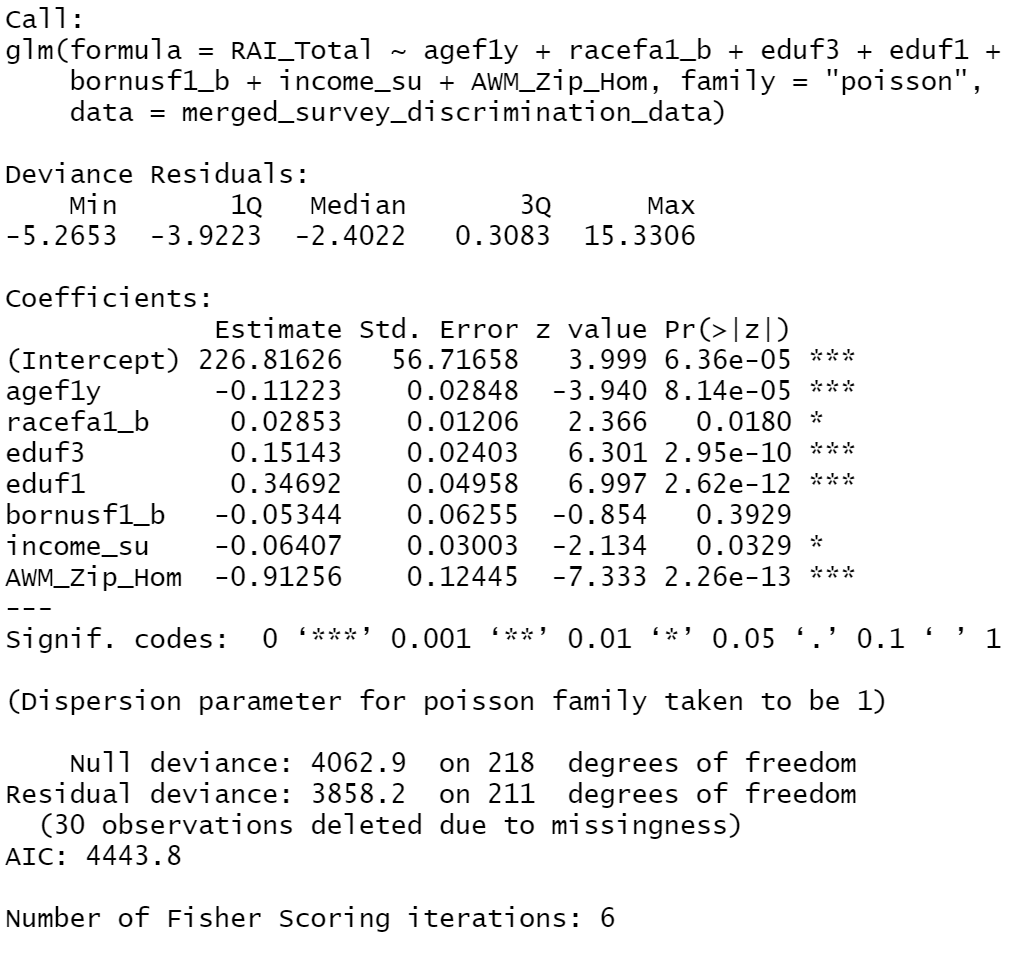 Call:
glm(formula = RAI_Total ~ agef1y + racefa1_b + eduf3 + eduf1 +
    bornusf1_b + income_su + AWM_Zip_Hom, family = "poisson",
    data = merged_survey_discrimination_data)

Deviance Residuals:
    Min       1Q   Median       3Q      Max
-5.2653  -3.9223  -2.4022   0.3083  15.3306

Coefficients:
             Estimate Std. Error z value Pr(>|z|)
(Intercept) 226.81626   56.71658   3.999 6.36e-05 ***
agef1y       -0.11223    0.02848  -3.940 8.14e-05 ***
racefa1_b     0.02853    0.01206   2.366   0.0180 *
eduf3         0.15143    0.02403   6.301 2.95e-10 ***
eduf1         0.34692    0.04958   6.997 2.62e-12 ***
bornusf1_b   -0.05344    0.06255  -0.854   0.3929
income_su    -0.06407    0.03003  -2.134   0.0329 *
AWM_Zip_Hom  -0.91256    0.12445  -7.333 2.26e-13 ***
---
Signif. codes:  0 ‘***’ 0.001 ‘**’ 0.01 ‘*’ 0.05 ‘.’ 0.1 ‘ ’ 1

(Dispersion parameter for poisson family taken to be 1)

    Null deviance: 4062.9  on 218  degrees of freedom
Residual deviance: 3858.2  on 211  degrees of freedom
  (30 observations deleted due to missingness)
AIC: 4443.8

Number of Fisher Scoring iterations: 6